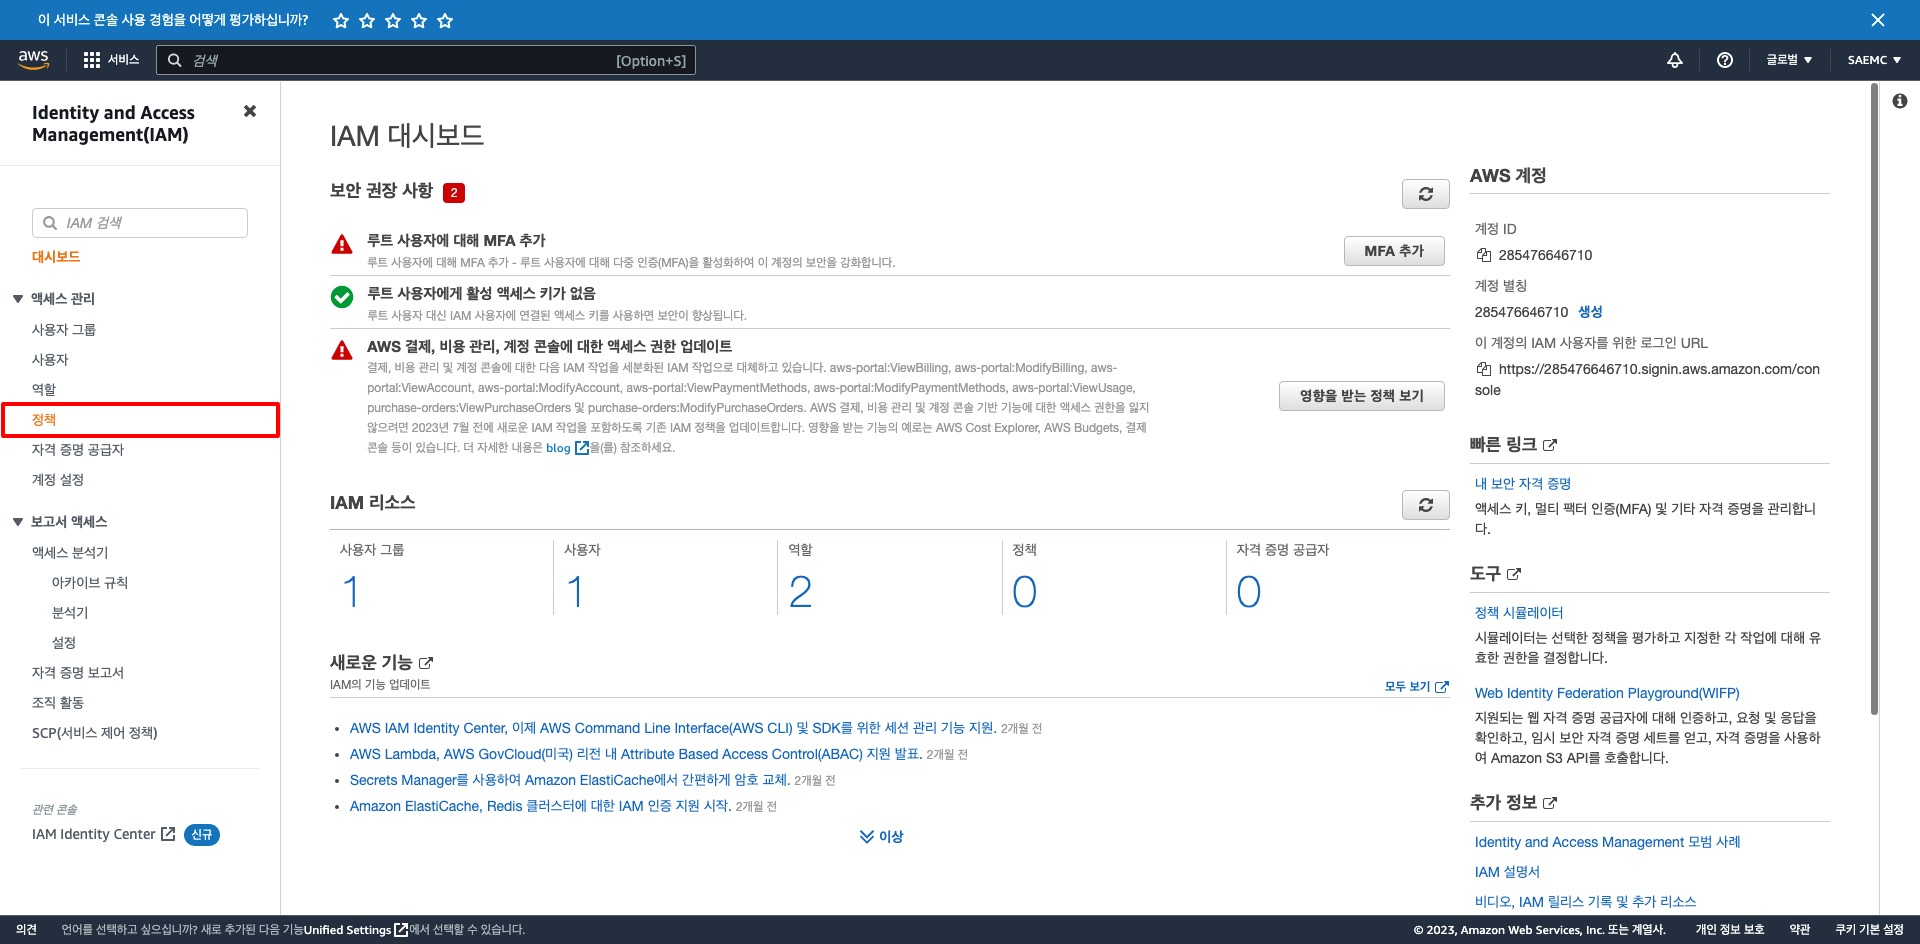 이 서비스 콘솔 사용 경험을 어떻게 평가하십니까?
aws
서비스
검색
[Option+S]
글로벌 ▼
SAEMC ▼
Identity and Access
Management(IAM)
IAM 검색
대시보드
액세스 관리
사용자 그룹
사용자
역할
정책
자격 증명 공급자
계정 설정
보고서 액세스
액세스 분석기
아카이브 규칙
분석기
설정
자격 증명 보고서
조직 활동
SCP(서비스 제어 정책)
관련 콘솔
IAM Identity Center 신규
IAM 대시보드
보안 권장 사항 2
루트 사용자에 대해 MFA 추가
루트 사용자에 대해 MFA 추가 - 루트 사용자에 대해 다중 인증(MFA)을 활성화하여 이 계정의 보안을 강화합니다.
MFA 추가
루트 사용자에게 활성 액세스 키가 없음
루트 사용자 대신 IAM 사용자에 연결된 액세스 키를 사용하면 보안이 향상됩니다.
AWS 결제, 비용 관리, 계정 콘솔에 대한 액세스 권한 업데이트
결제, 비용 관리 및 계정 콘솔에 대한 다음 IAM 작업을 세분화된 IAM 작업으로 대체하고 있습니다. aws-portal:ViewBilling, aws-portal:ModifyBilling, aws-
portal:ViewAccount, aws-portal:ModifyAccount, aws-portal:ViewPaymentMethods, aws-portal:ModifyPaymentMethods, aws-portal:ViewUsage,
purchase-orders:ViewPurchaseOrders 및 purchase-orders:ModifyPurchaseOrders. AWS 결제, 비용 관리 및 계정 콘솔 기반 기능에 대한 액세스 권한을 잃지
않으려면 2023년 7월 전에 새로운 IAM 작업을 포함하도록 기존 IAM 정책을 업데이트합니다. 영향을 받는 기능의 예로는 AWS Cost Explorer, AWS Budgets, 결제
콘솔 등이 있습니다. 더 자세한 내용은 blog 을(를) 참조하세요.
영향을 받는 정책 보기
IAM 리소스
사용자 그룹
1
사용자
1
역할
2
정책
0
자격 증명 공급자
0
새로운 기능
IAM의 기능 업데이트
모두 보기
AWS IAM Identity Center, 이제 AWS Command Line Interface(AWS CLI) 및 SDK를 위한 세션 관리 기능 지원. 2개월 전
AWS Lambda, AWS GovCloud(미국) 리전 내 Attribute Based Access Control(ABAC) 지원 발표. 2개월 전
Secrets Manager를 사용하여 Amazon ElastiCache에서 간편하게 암호 교체. 2개월 전
Amazon ElastiCache, Redis 클러스터에 대한 IAM 인증 지원 시작. 2개월 전
이상
AWS 계정
계정 ID
285476646710
계정 별칭
285476646710 생성
이 계정의 IAM 사용자를 위한 로그인 URL
https://285476646710.signin.aws.amazon.com/con
sole
빠른 링크
내 보안 자격 증명
액세스 키, 멀티 팩터 인증(MFA) 및 기타 자격 증명을 관리합니
다.
도구
정책 시뮬레이터
시뮬레이터는 선택한 정책을 평가하고 지정한 각 작업에 대해 유
효한 권한을 결정합니다.
Web Identity Federation Playground(WIFP)
지원되는 웹 자격 증명 공급자에 대해 인증하고, 요청 및 응답을
확인하고, 임시 보안 자격 증명 세트를 얻고, 자격 증명을 사용하
여 Amazon S3 API를 호출합니다.
추가 정보
Identity and Access Management 모범 사례
IAM 설명서
비디오, IAM 릴리스 기록 및 추가 리소스
의견
언어를 선택하고 싶으십니까? 새로 추가된 다음 기능Unified Settings 에서 선택할 수 있습니다.
© 2023, Amazon Web Services, Inc. 또는 계열사.
개인 정보 보호
약관
쿠키 기본 설정